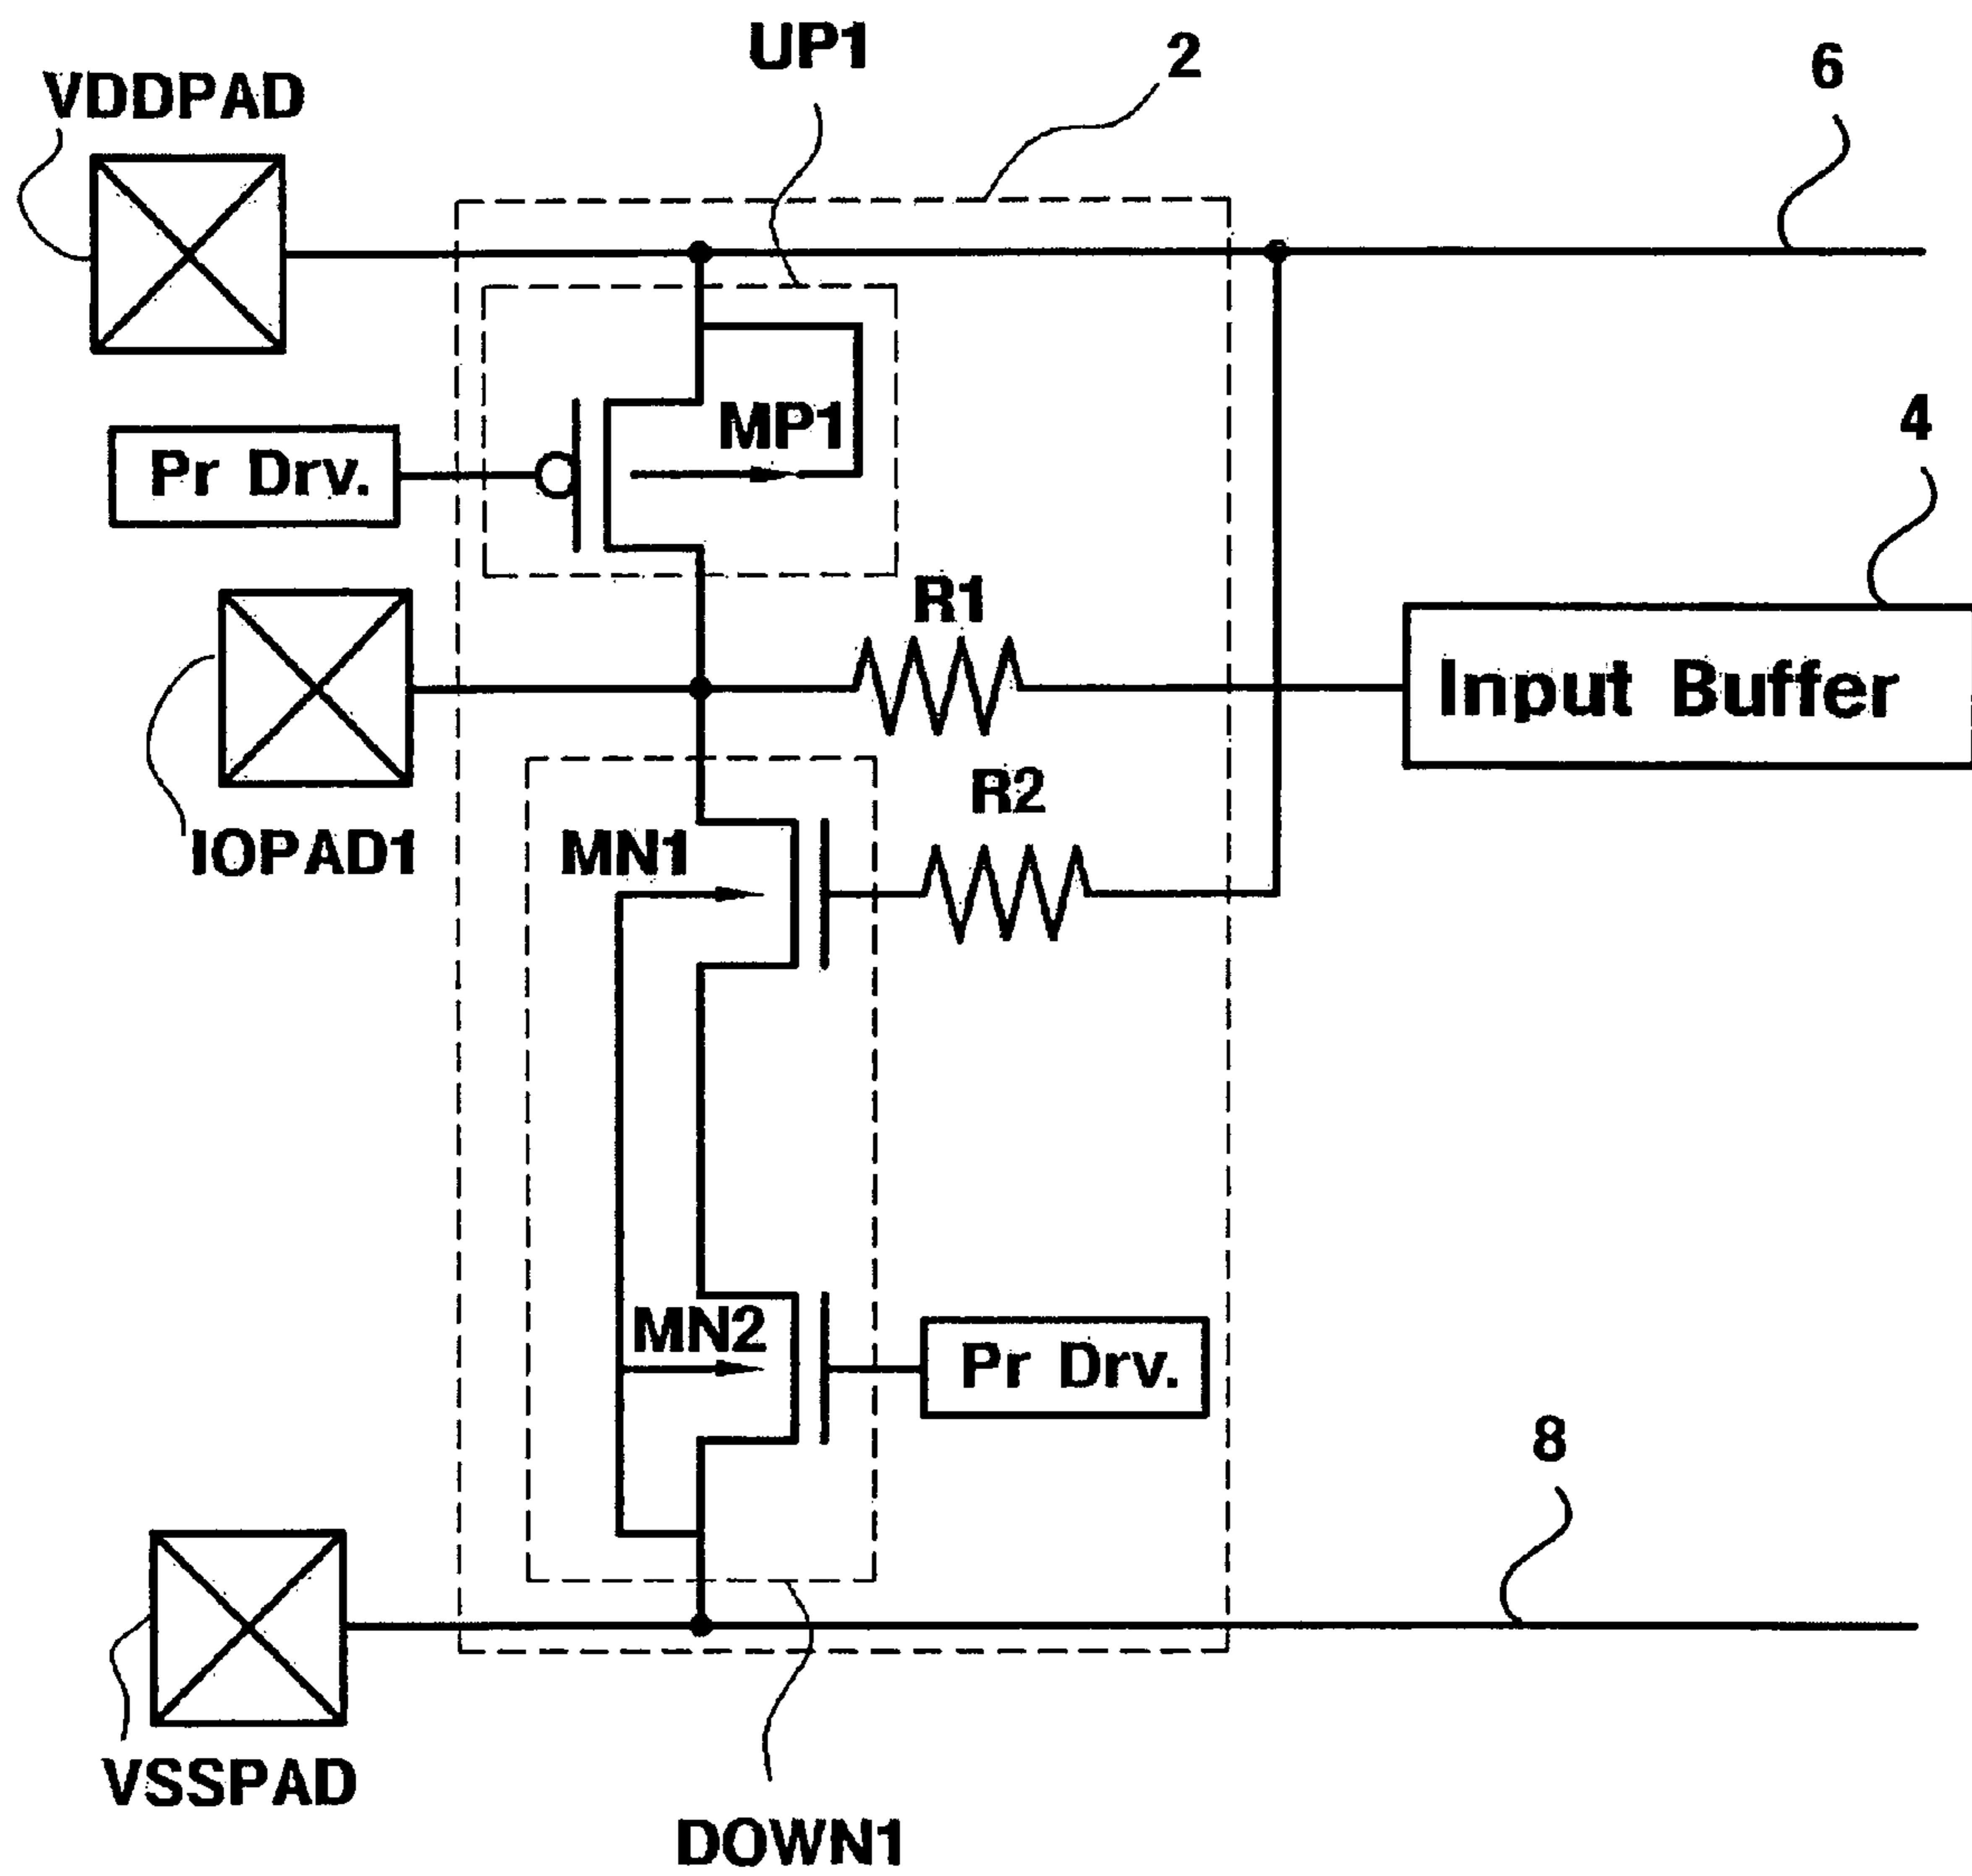 UP1
2
6
VDDPAD
MP1
4
Pr Drv.
R1
Input Buffer
R2
IOPAD1
MN1
MN2
Pr Drv.
8
VSSPAD
DOWN1